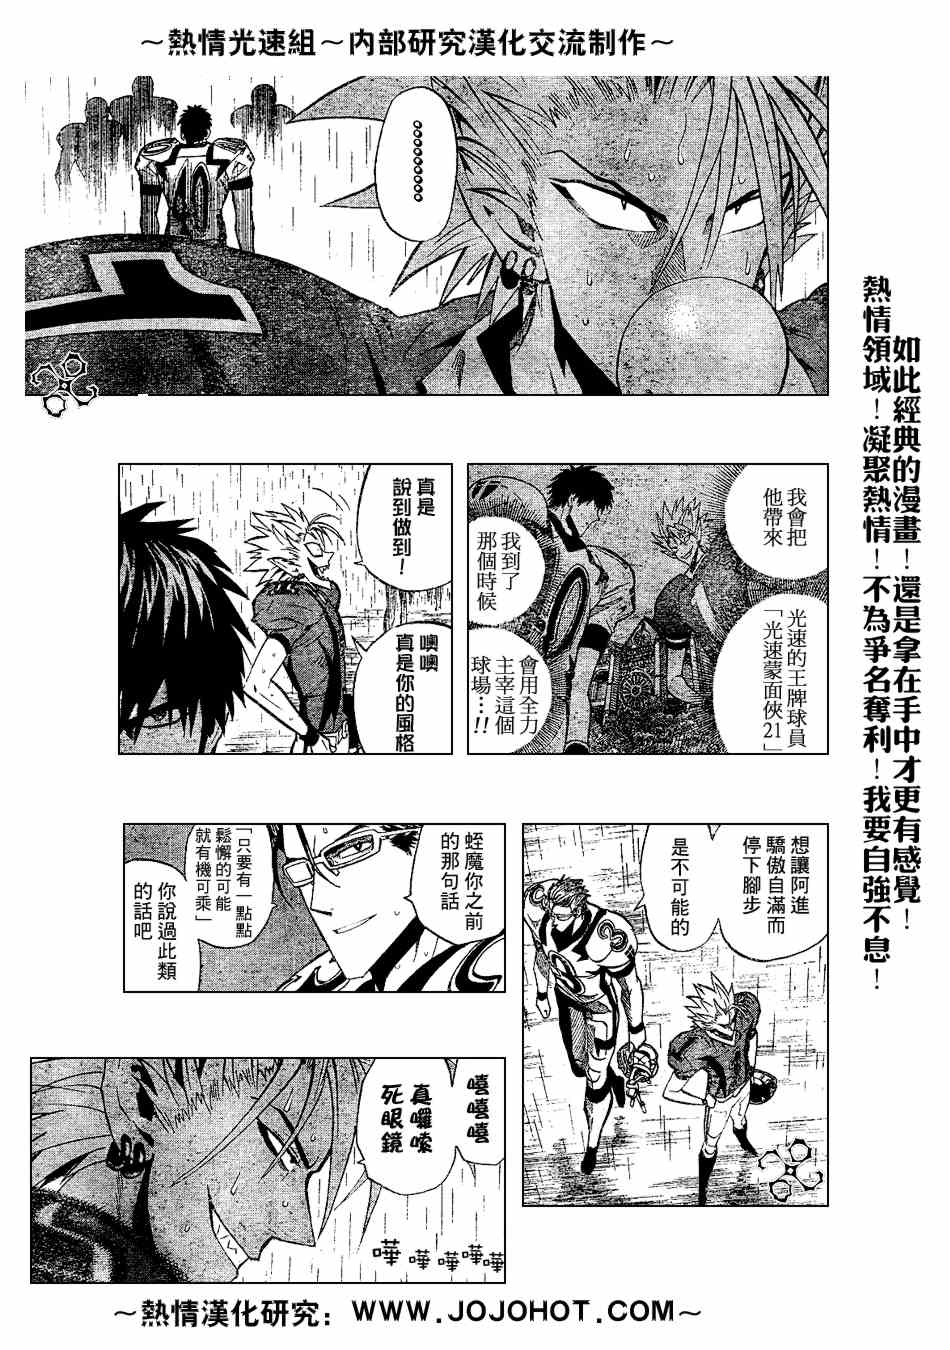 ～熱情光速組～內部研究漢化交流制作～
………
如此經典的漫畫！還是拿在手中才更有感覺！
熱情領域！凝聚熱情！不為爭名奪利！我要自強不息！
我會把
他帶來
光速的王牌球員
「光速蒙面俠21」
我到了
那個時候
會用全力
主宰這個
球場…!!
真是
說到做到！
噢噢
真是你的風格
想讓阿進
驕傲自滿而
停下腳步
是不可能的
蛭魔你之前
的那句話
「只要有一點點
鬆懈的可能
就有機可乘」
你說過此類
的話吧
嘻嘻嘻
真囉嗦
死眼鏡
嘩嘩嘩嘩嘩
～熱情漢化研究：WWW.JOJOHOT.COM～